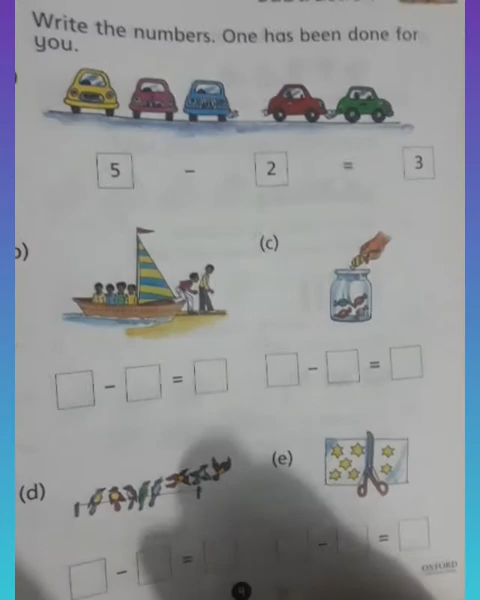 Write the numbers. One has been done for
you.
5 - 2 = 3
(c)
- =
- =
(e)
(d)
- =
- =
OXFORD